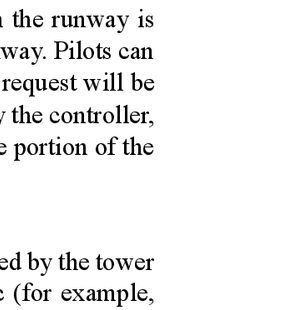 the runway is
way. Pilots can
request will be
the controller,
portion of the
ed by the tower
(for example,